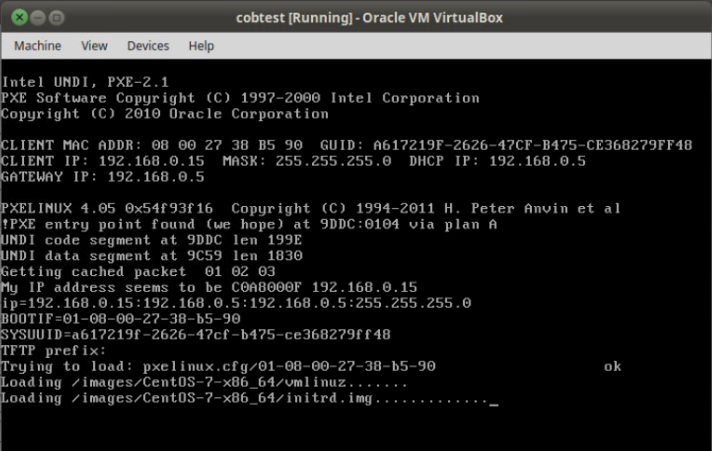 cobtest [Running] - Oracle VM VirtualBox
Machine View Devices Help
Intel UNDI, PXE-2.1
PXE Software Copyright (C) 1997-2000 Intel Corporation
Copyright (C) 2010 Oracle Corporation
CLIENT MAC ADDR: 08 00 27 38 B5 90  GUID: A617219F-2626-47CF-B475-CE368279FF48
CLIENT IP: 192.168.0.15  MASK: 255.255.255.0  DHCP IP: 192.168.0.5
GATEWAY IP: 192.168.0.5
PXELINUX 4.05 0x54f93f16  Copyright (C) 1994-2011 H. Peter Anvin et al
!PXE entry point found (we hope) at 9DDC:0104 via plan A
UNDI code segment at 9DDC len 199E
UNDI data segment at 9C59 len 1830
Getting cached packet  01 02 03
My IP address seems to be C0A8000F 192.168.0.15
ip=192.168.0.15:192.168.0.5:192.168.0.5:255.255.255.0
BOOTIF=01-08-00-27-38-b5-90
SYSUUID=a617219f-2626-47cf-b475-ce368279ff48
TFTP prefix:
Trying to load: pxelinux.cfg/01-08-00-27-38-b5-90 ok
Loading /images/CentOS-7-x86_64/vmlinuz.......
Loading /images/CentOS-7-x86_64/initrd.img............._